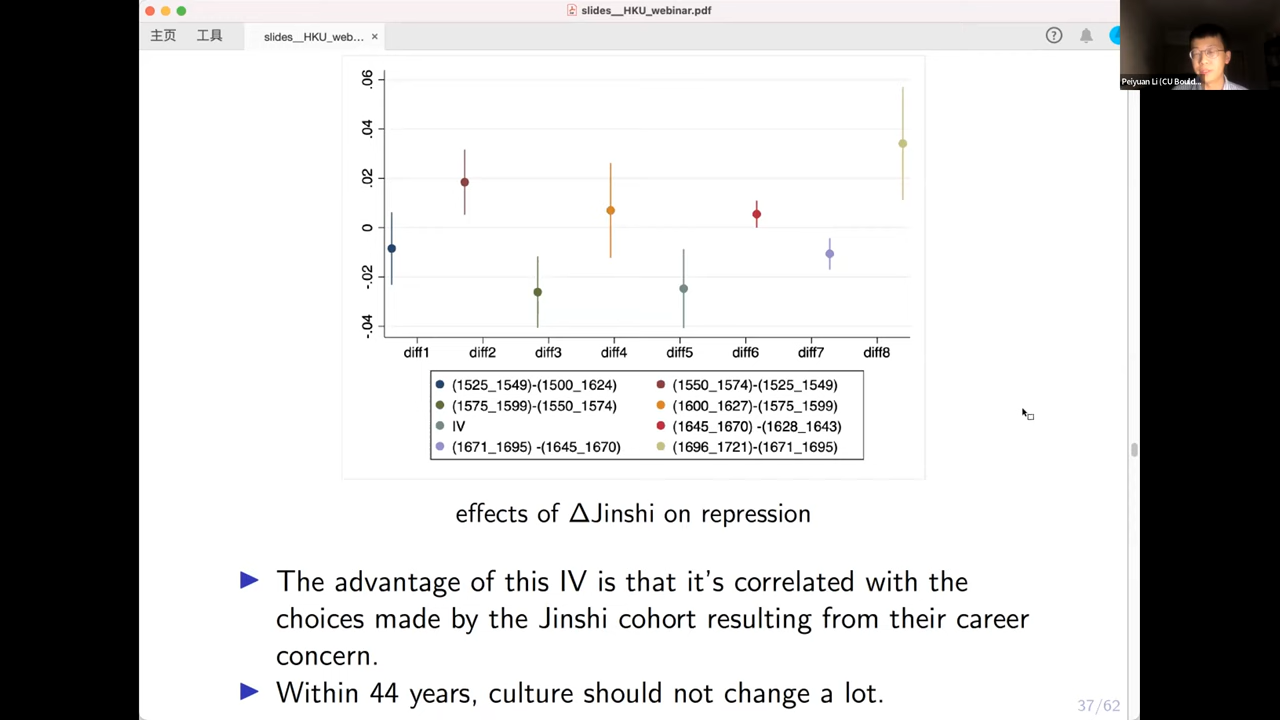 slides__HKU_webinar.pdf
主页 工具 slides__HKU_web... ×
Peiyuan Li (CU Bould...
.06
.04
.02
0
-.02
-.04
diff1 diff2 diff3 diff4 diff5 diff6 diff7 diff8
(1525_1549)-(1500_1624) (1550_1574)-(1525_1549)
(1575_1599)-(1550_1574) (1600_1627)-(1575_1599)
IV (1645_1670) -(1628_1643)
(1671_1695) -(1645_1670) (1696_1721)-(1671_1695)
effects of ΔJinshi on repression
The advantage of this IV is that it's correlated with the
choices made by the Jinshi cohort resulting from their career
concern.
Within 44 years, culture should not change a lot.
37/62